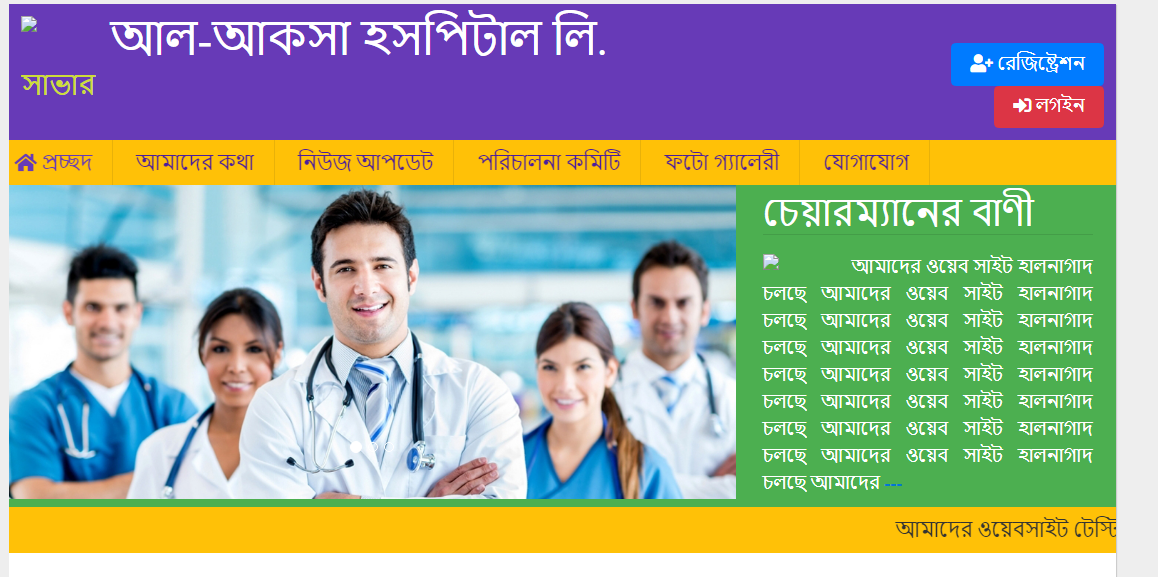 আল-আকসা হসপিটাল লি.
সাভার
রেজিষ্ট্রেশন
লগইন
প্রচ্ছদ আমাদের কথা নিউজ আপডেট পরিচালনা কমিটি ফটো গ্যালেরী যোগাযোগ
চেয়ারম্যানের বাণী
আমাদের ওয়েব সাইট হালনাগাদ
চলছে আমাদের ওয়েব সাইট হালনাগাদ
চলছে আমাদের ওয়েব সাইট হালনাগাদ
চলছে আমাদের ওয়েব সাইট হালনাগাদ
চলছে আমাদের ওয়েব সাইট হালনাগাদ
চলছে আমাদের ওয়েব সাইট হালনাগাদ
চলছে আমাদের ওয়েব সাইট হালনাগাদ
চলছে আমাদের ওয়েব সাইট হালনাগাদ
চলছে আমাদের ---
আমাদের ওয়েবসাইট